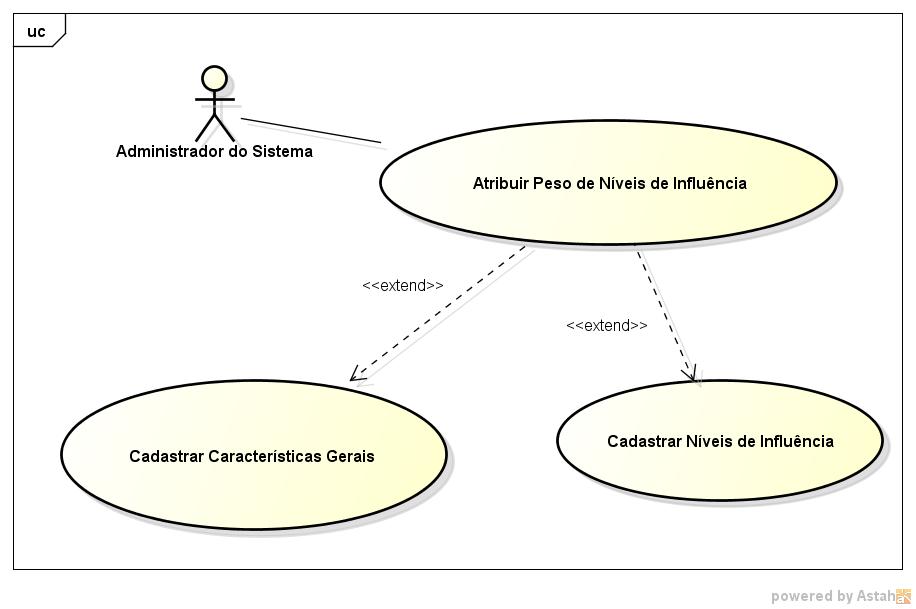 uc
Administrador do Sistema
Atribuir Peso de Níveis de Influência
<<extend>>
<<extend>>
Cadastrar Características Gerais
Cadastrar Níveis de Influência
powered by Astah